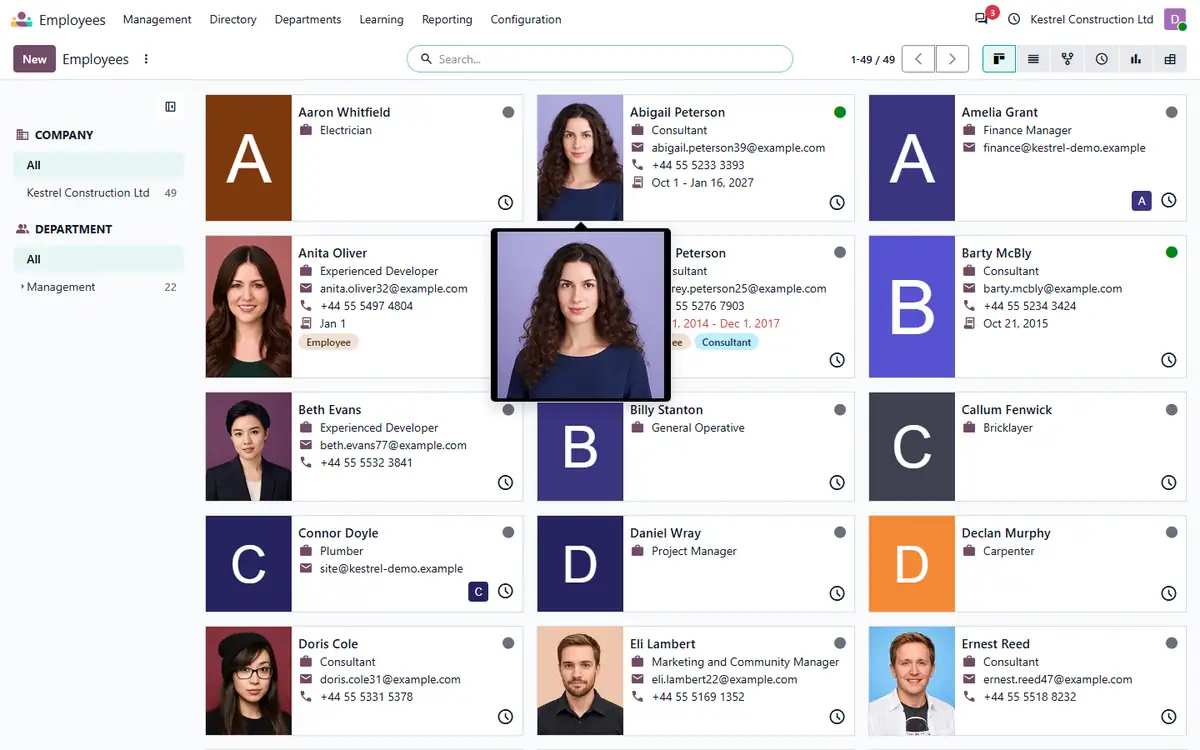 Employees Management Directory Departments Learning Reporting Configuration 3 Kestrel Construction Ltd D
New Employees Search... 1-49 / 49
COMPANY
All
Kestrel Construction Ltd 49
DEPARTMENT
All
Management 22
A
Aaron Whitfield
Electrician
Abigail Peterson
Consultant
abigail.peterson39@example.com
+44 55 5233 3393
Oct 1 - Jan 16, 2027
A
Amelia Grant
Finance Manager
finance@kestrel-demo.example
A
Anita Oliver
Experienced Developer
anita.oliver32@example.com
+44 55 5497 4804
Jan 1
Employee
Peterson
sultant
rey.peterson25@example.com
55 5276 7903
1, 2014 - Dec 1, 2017
ee Consultant
B
Barty McBly
Consultant
barty.mcbly@example.com
+44 55 5234 3424
Oct 21, 2015
Beth Evans
Experienced Developer
beth.evans77@example.com
+44 55 5532 3841
B
Billy Stanton
General Operative
C
Callum Fenwick
Bricklayer
C
Connor Doyle
Plumber
site@kestrel-demo.example
C
D
Daniel Wray
Project Manager
D
Declan Murphy
Carpenter
Doris Cole
Consultant
doris.cole31@example.com
+44 55 5331 5378
Eli Lambert
Marketing and Community Manager
eli.lambert22@example.com
+44 55 5169 1352
Ernest Reed
Consultant
ernest.reed47@example.com
+44 55 5518 8232